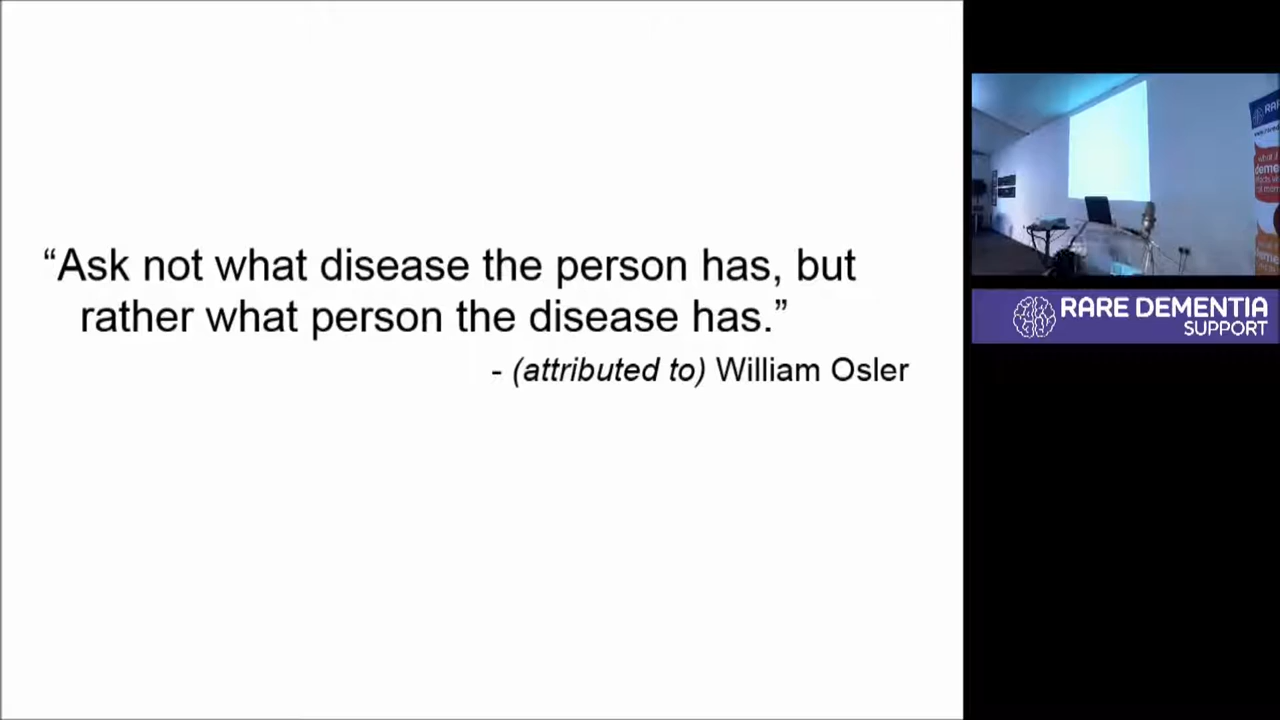 “Ask not what disease the person has, but
rather what person the disease has.”
- (attributed to) William Osler
RARE DEMENTIA
SUPPORT